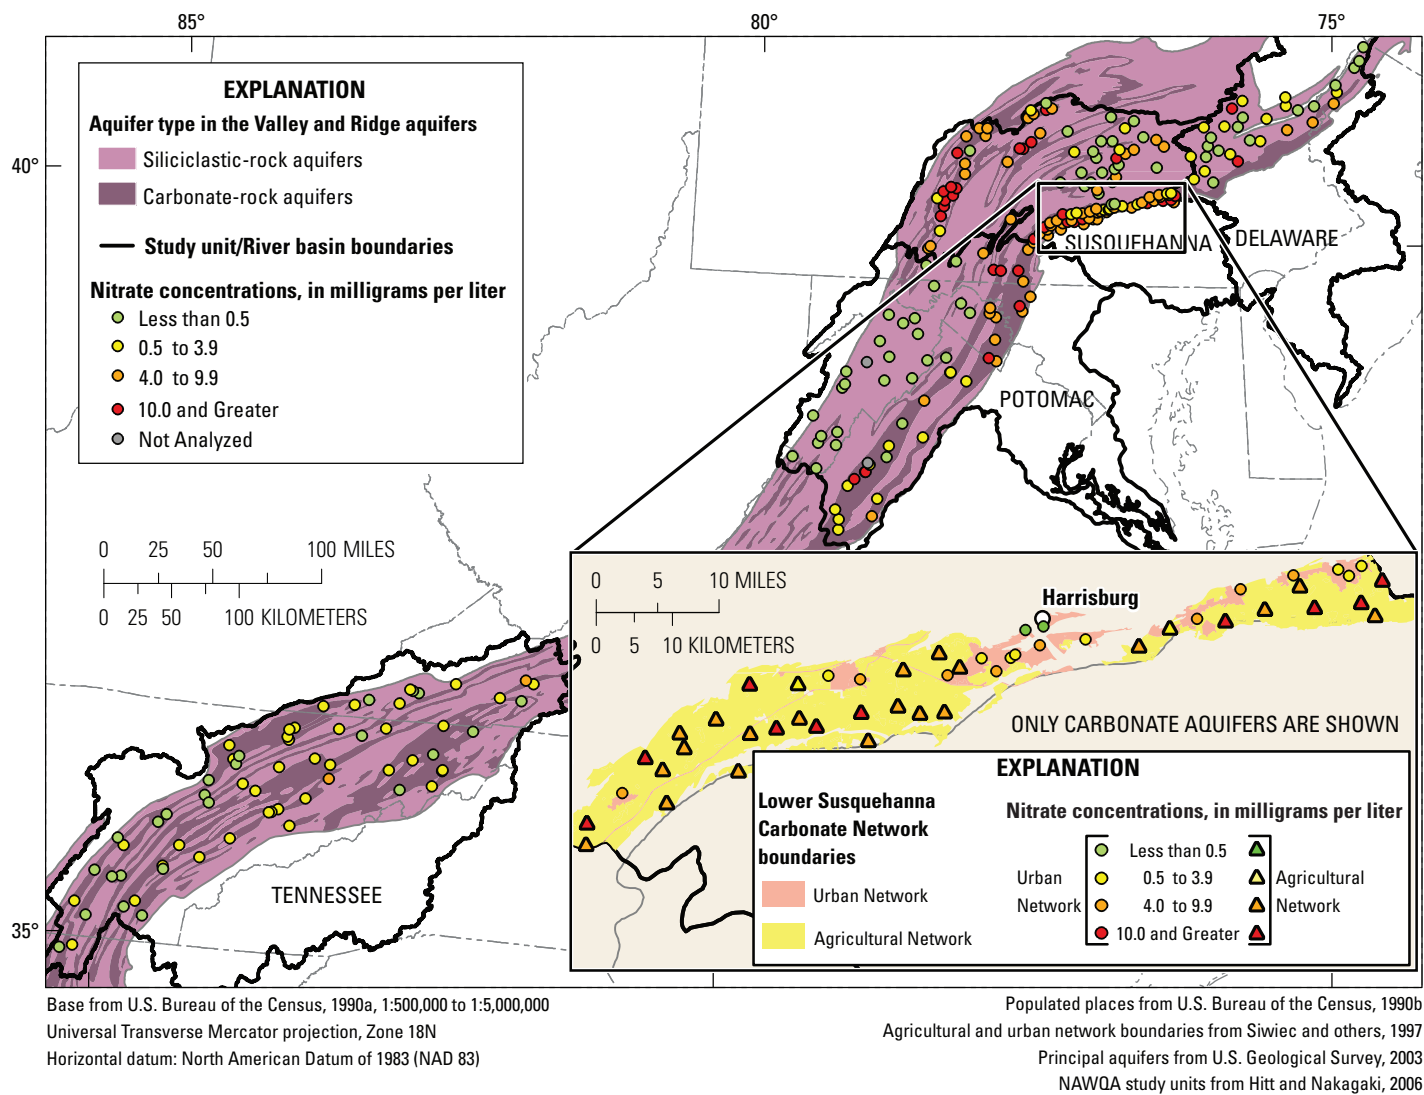 85°
80°
75°
EXPLANATION
Aquifer type in the Valley and Ridge aquifers
Siliciclastic-rock aquifers
Carbonate-rock aquifers
Study unit/River basin boundaries
Nitrate concentrations, in milligrams per liter
Less than 0.5
0.5 to 3.9
4.0 to 9.9
10.0 and Greater
Not Analyzed
40°
SUSQUEHANNA
DELAWARE
POTOMAC
0 25 50 100 MILES
0 25 50 100 KILOMETERS
TENNESSEE
35°
0 5 10 MILES
0 5 10 KILOMETERS
Harrisburg
ONLY CARBONATE AQUIFERS ARE SHOWN
EXPLANATION
Lower Susquehanna
Carbonate Network
boundaries
Urban Network
Agricultural Network
Nitrate concentrations, in milligrams per liter
Less than 0.5
Urban 0.5 to 3.9 Agricultural
Network 4.0 to 9.9 Network
10.0 and Greater
Base from U.S. Bureau of the Census, 1990a, 1:500,000 to 1:5,000,000
Universal Transverse Mercator projection, Zone 18N
Horizontal datum: North American Datum of 1983 (NAD 83)
Populated places from U.S. Bureau of the Census, 1990b
Agricultural and urban network boundaries from Siwiec and others, 1997
Principal aquifers from U.S. Geological Survey, 2003
NAWQA study units from Hitt and Nakagaki, 2006